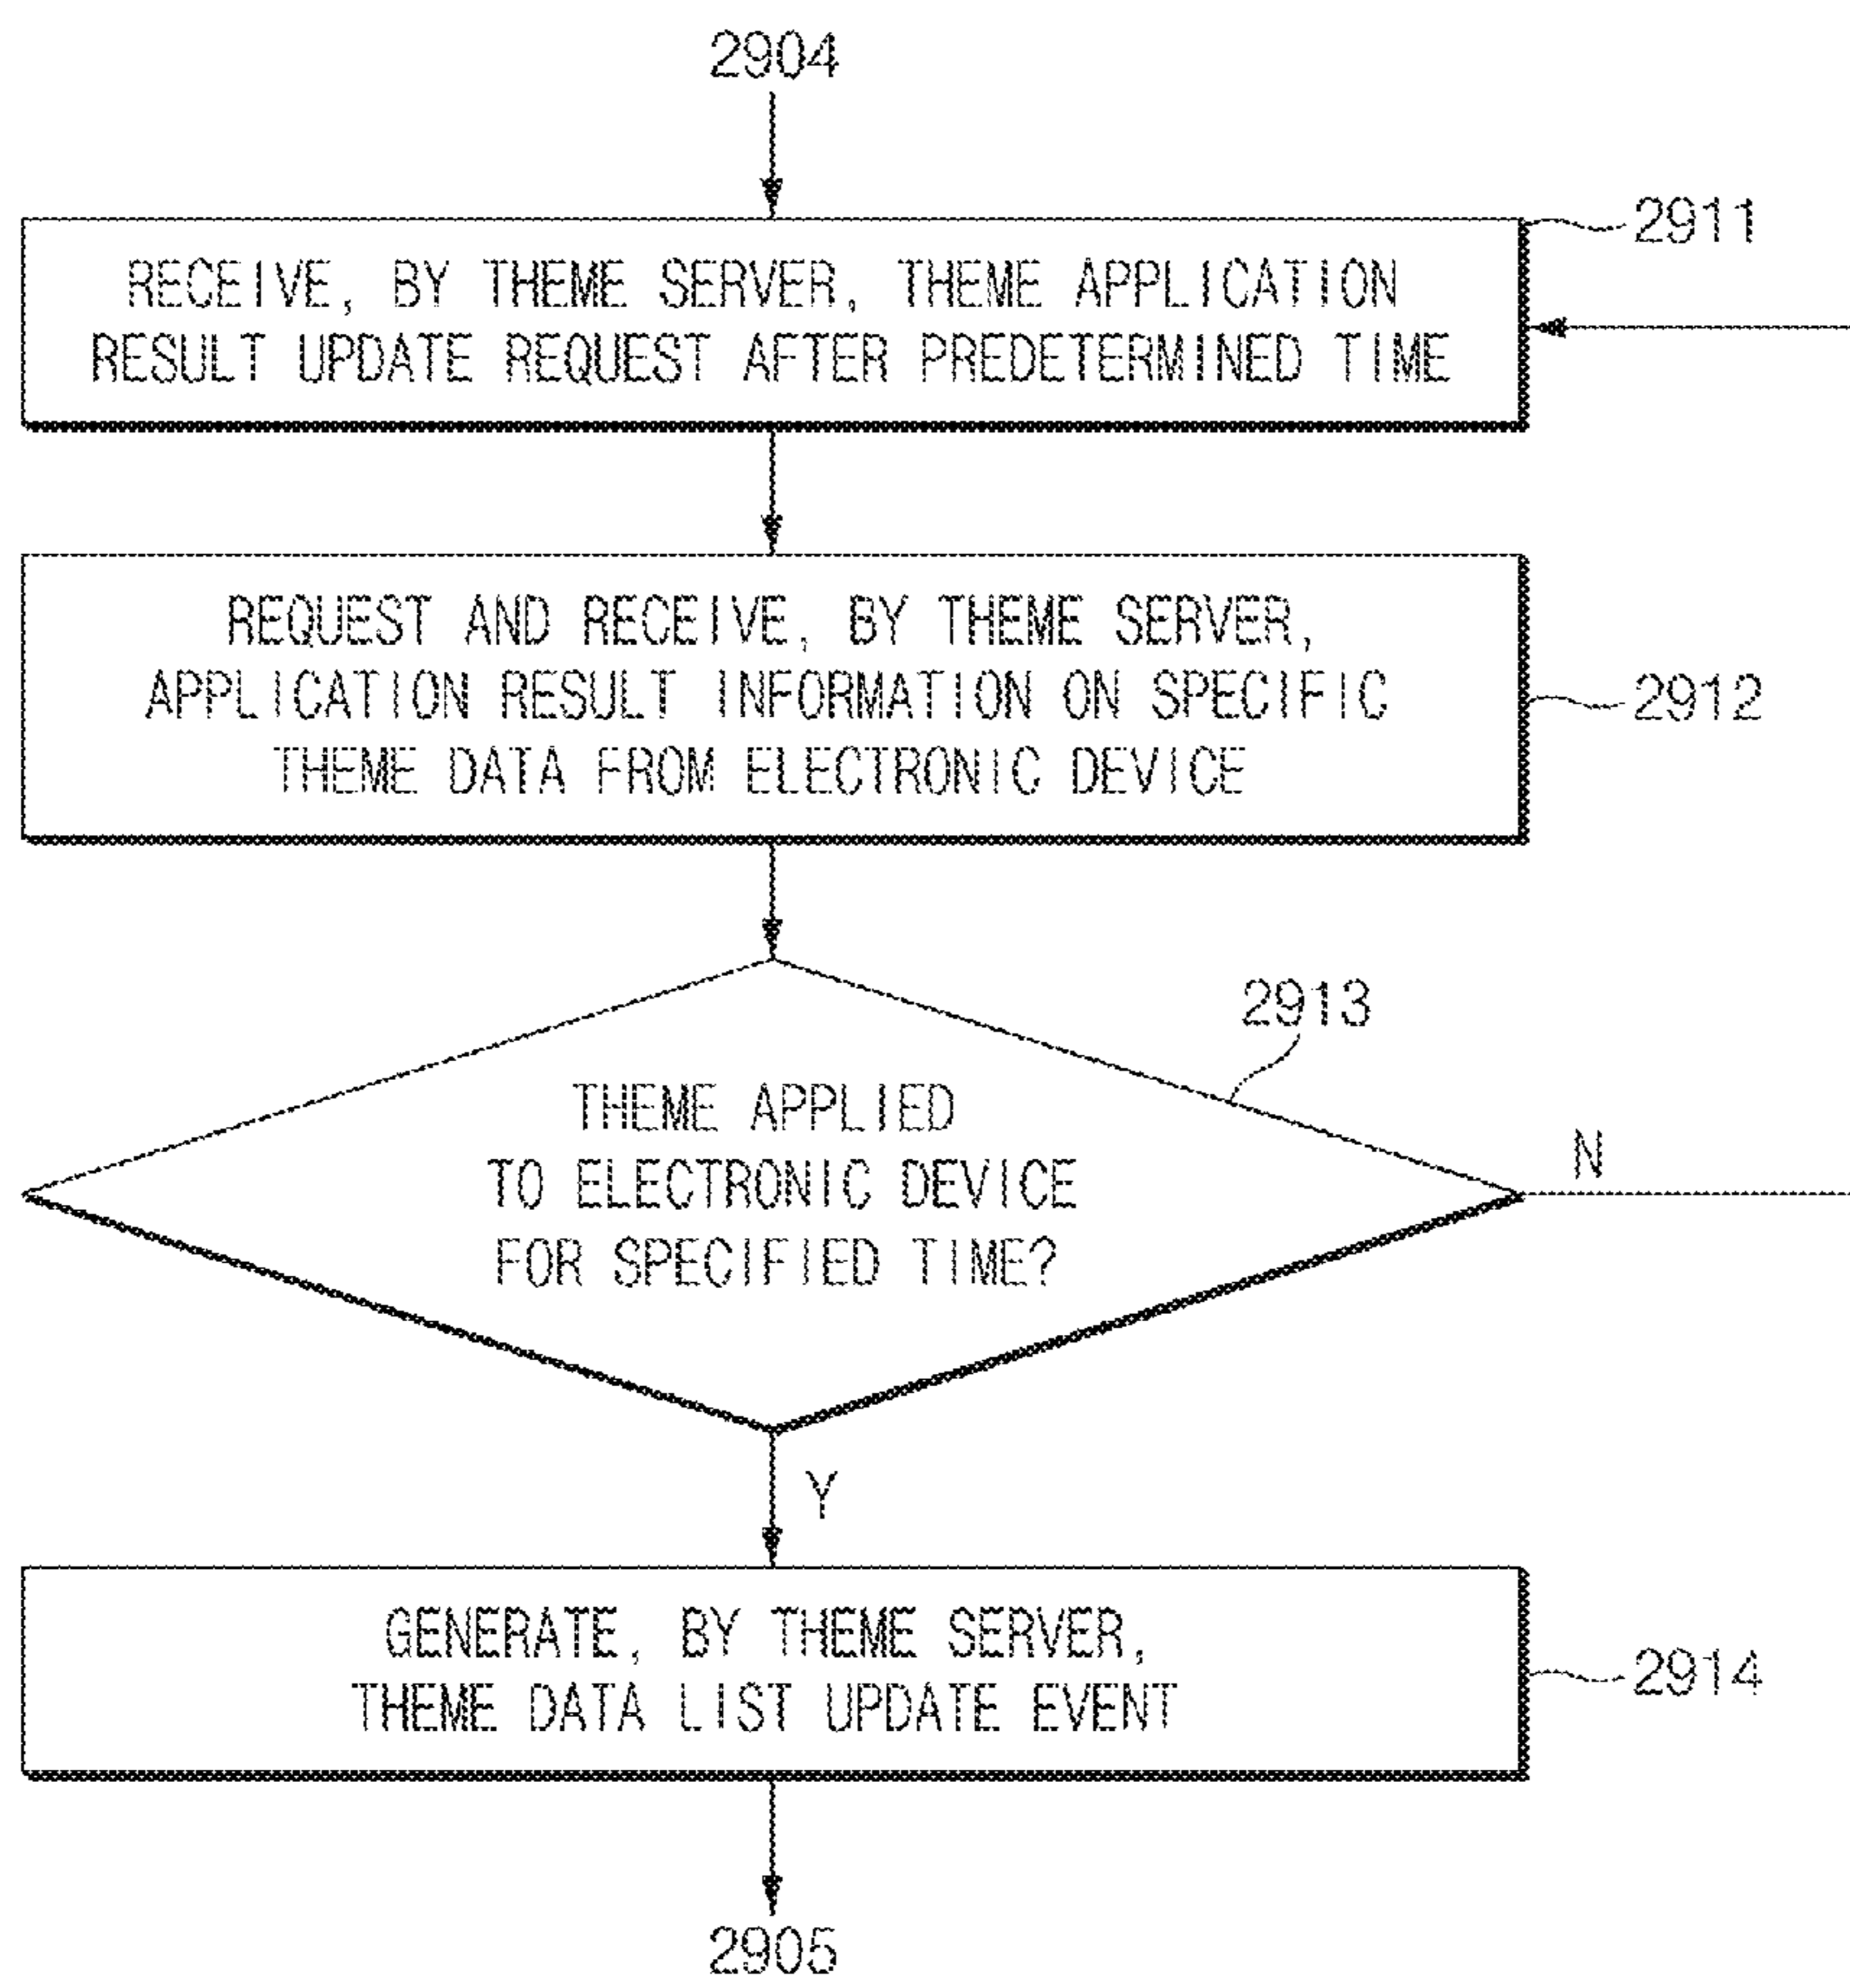 2904
2911
RECEIVE, BY THEME SERVER, THEME APPLICATION
RESULT UPDATE REQUEST AFTER PREDETERMINED TIME
REQUEST AND RECEIVE, BY THEME SERVER,
APPLICATION RESULT INFORMATION ON SPECIFIC
THEME DATA FROM ELECTRONIC DEVICE
2912
2913
THEME APPLIED
TO ELECTRONIC DEVICE
FOR SPECIFIED TIME?
N
Y
GENERATE, BY THEME SERVER,
THEME DATA LIST UPDATE EVENT
2914
2905